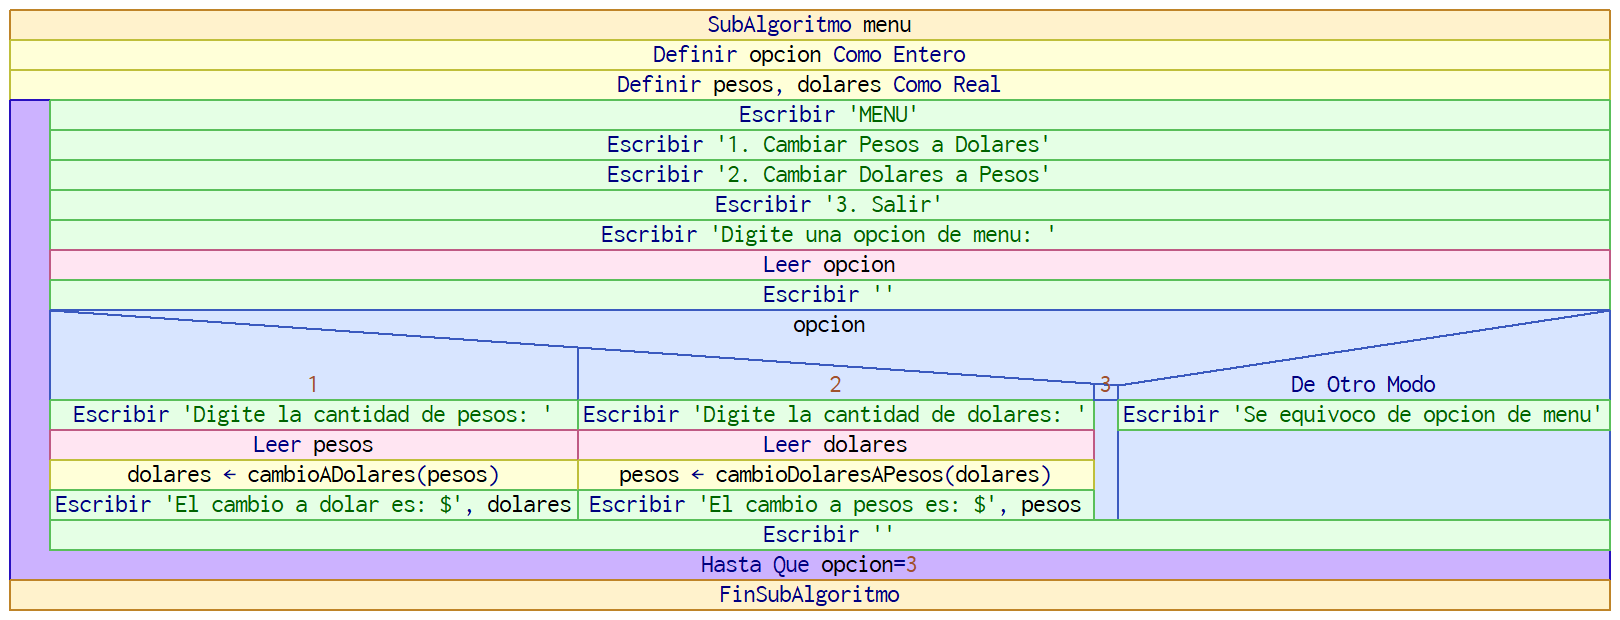 SubAlgoritmo menu
Definir opcion Como Entero
Definir pesos, dolares Como Real
Escribir 'MENU'
Escribir '1. Cambiar Pesos a Dolares'
Escribir '2. Cambiar Dolares a Pesos'
Escribir '3. Salir'
Escribir 'Digite una opcion de menu: '
Leer opcion
Escribir ''
opcion
1 2 3 De Otro Modo
Escribir 'Digite la cantidad de pesos: ' Escribir 'Digite la cantidad de dolares: ' Escribir 'Se equivoco de opcion de menu'
Leer pesos Leer dolares
dolares ← cambioADolares(pesos) pesos ← cambioDolaresAPesos(dolares)
Escribir 'El cambio a dolar es: $', dolares Escribir 'El cambio a pesos es: $', pesos
Escribir ''
Hasta Que opcion=3
FinSubAlgoritmo